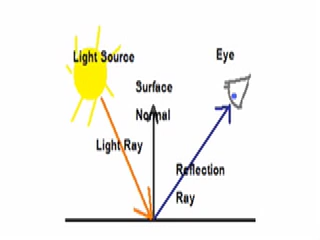 Light Source
Eye
Surface
Normal
Light Ray
Reflection
Ray